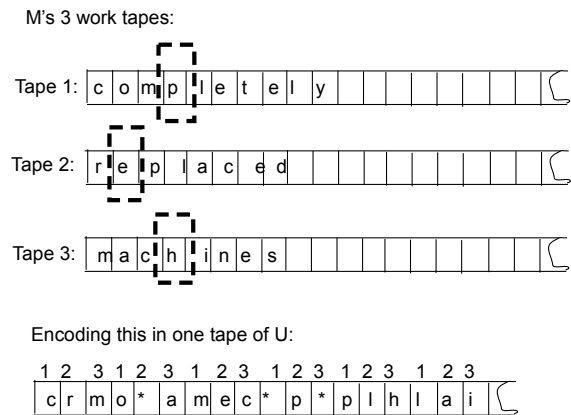 M's 3 work tapes:
Tape 1: c o m p l e t e l y
Tape 2: r e p l a c e d
Tape 3: m a c h i n e s
Encoding this in one tape of U:
1 2 3 1 2 3 1 2 3 1 2 3 1 2 3 1 2 3
c r m o * a m e c * p * p l h l a i